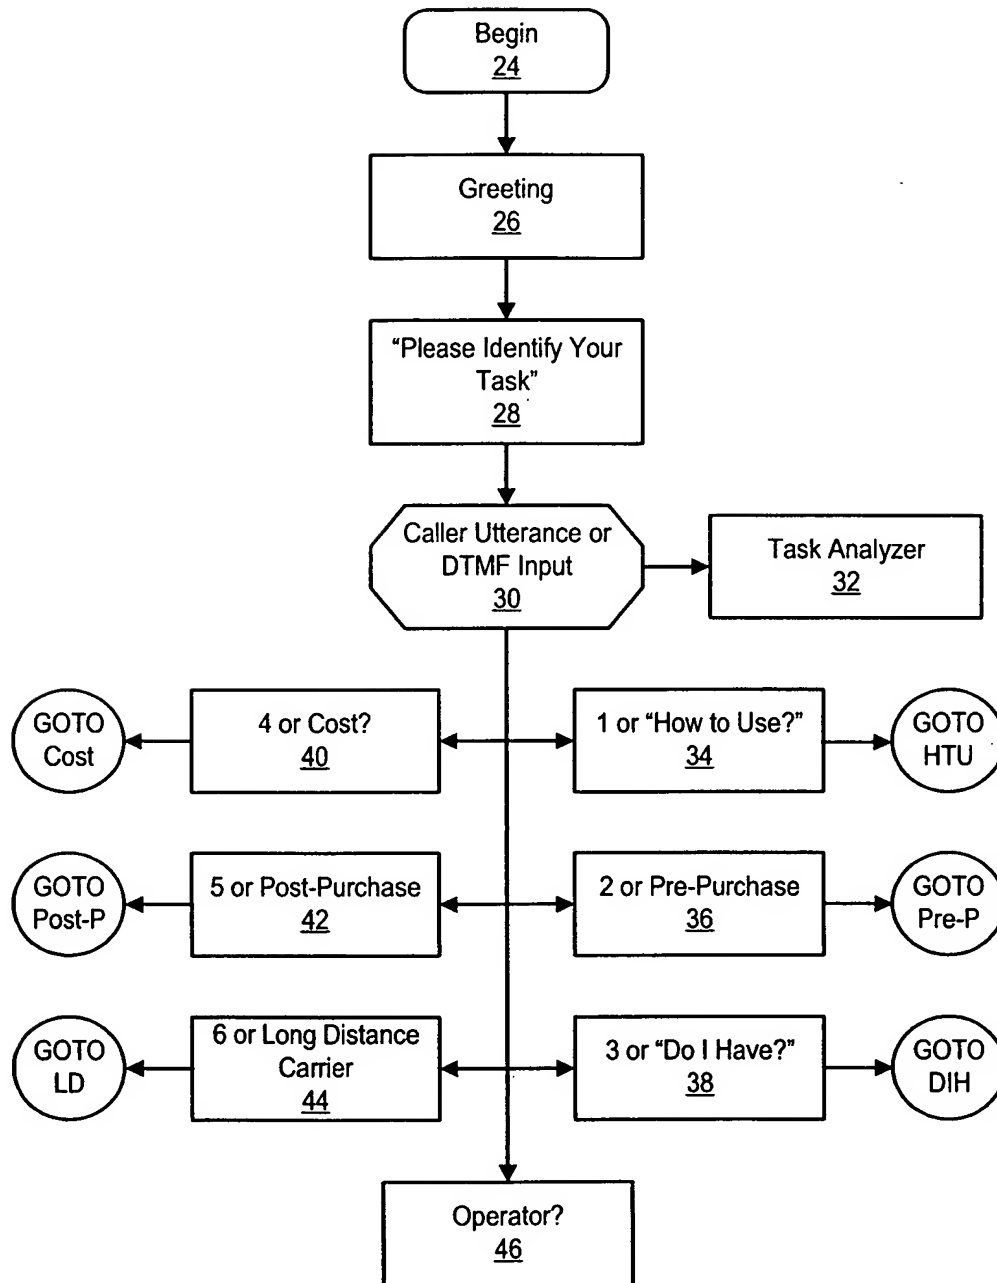 Begin
24
Greeting
26
“Please Identify Your
Task”
28
Caller Utterance or
DTMF Input
30
Task Analyzer
32
GOTO
Cost
4 or Cost?
40
1 or “How to Use?”
34
GOTO
HTU
GOTO
Post-P
5 or Post-Purchase
42
2 or Pre-Purchase
36
GOTO
Pre-P
GOTO
LD
6 or Long Distance
Carrier
44
3 or “Do I Have?”
38
GOTO
DIH
Operator?
46